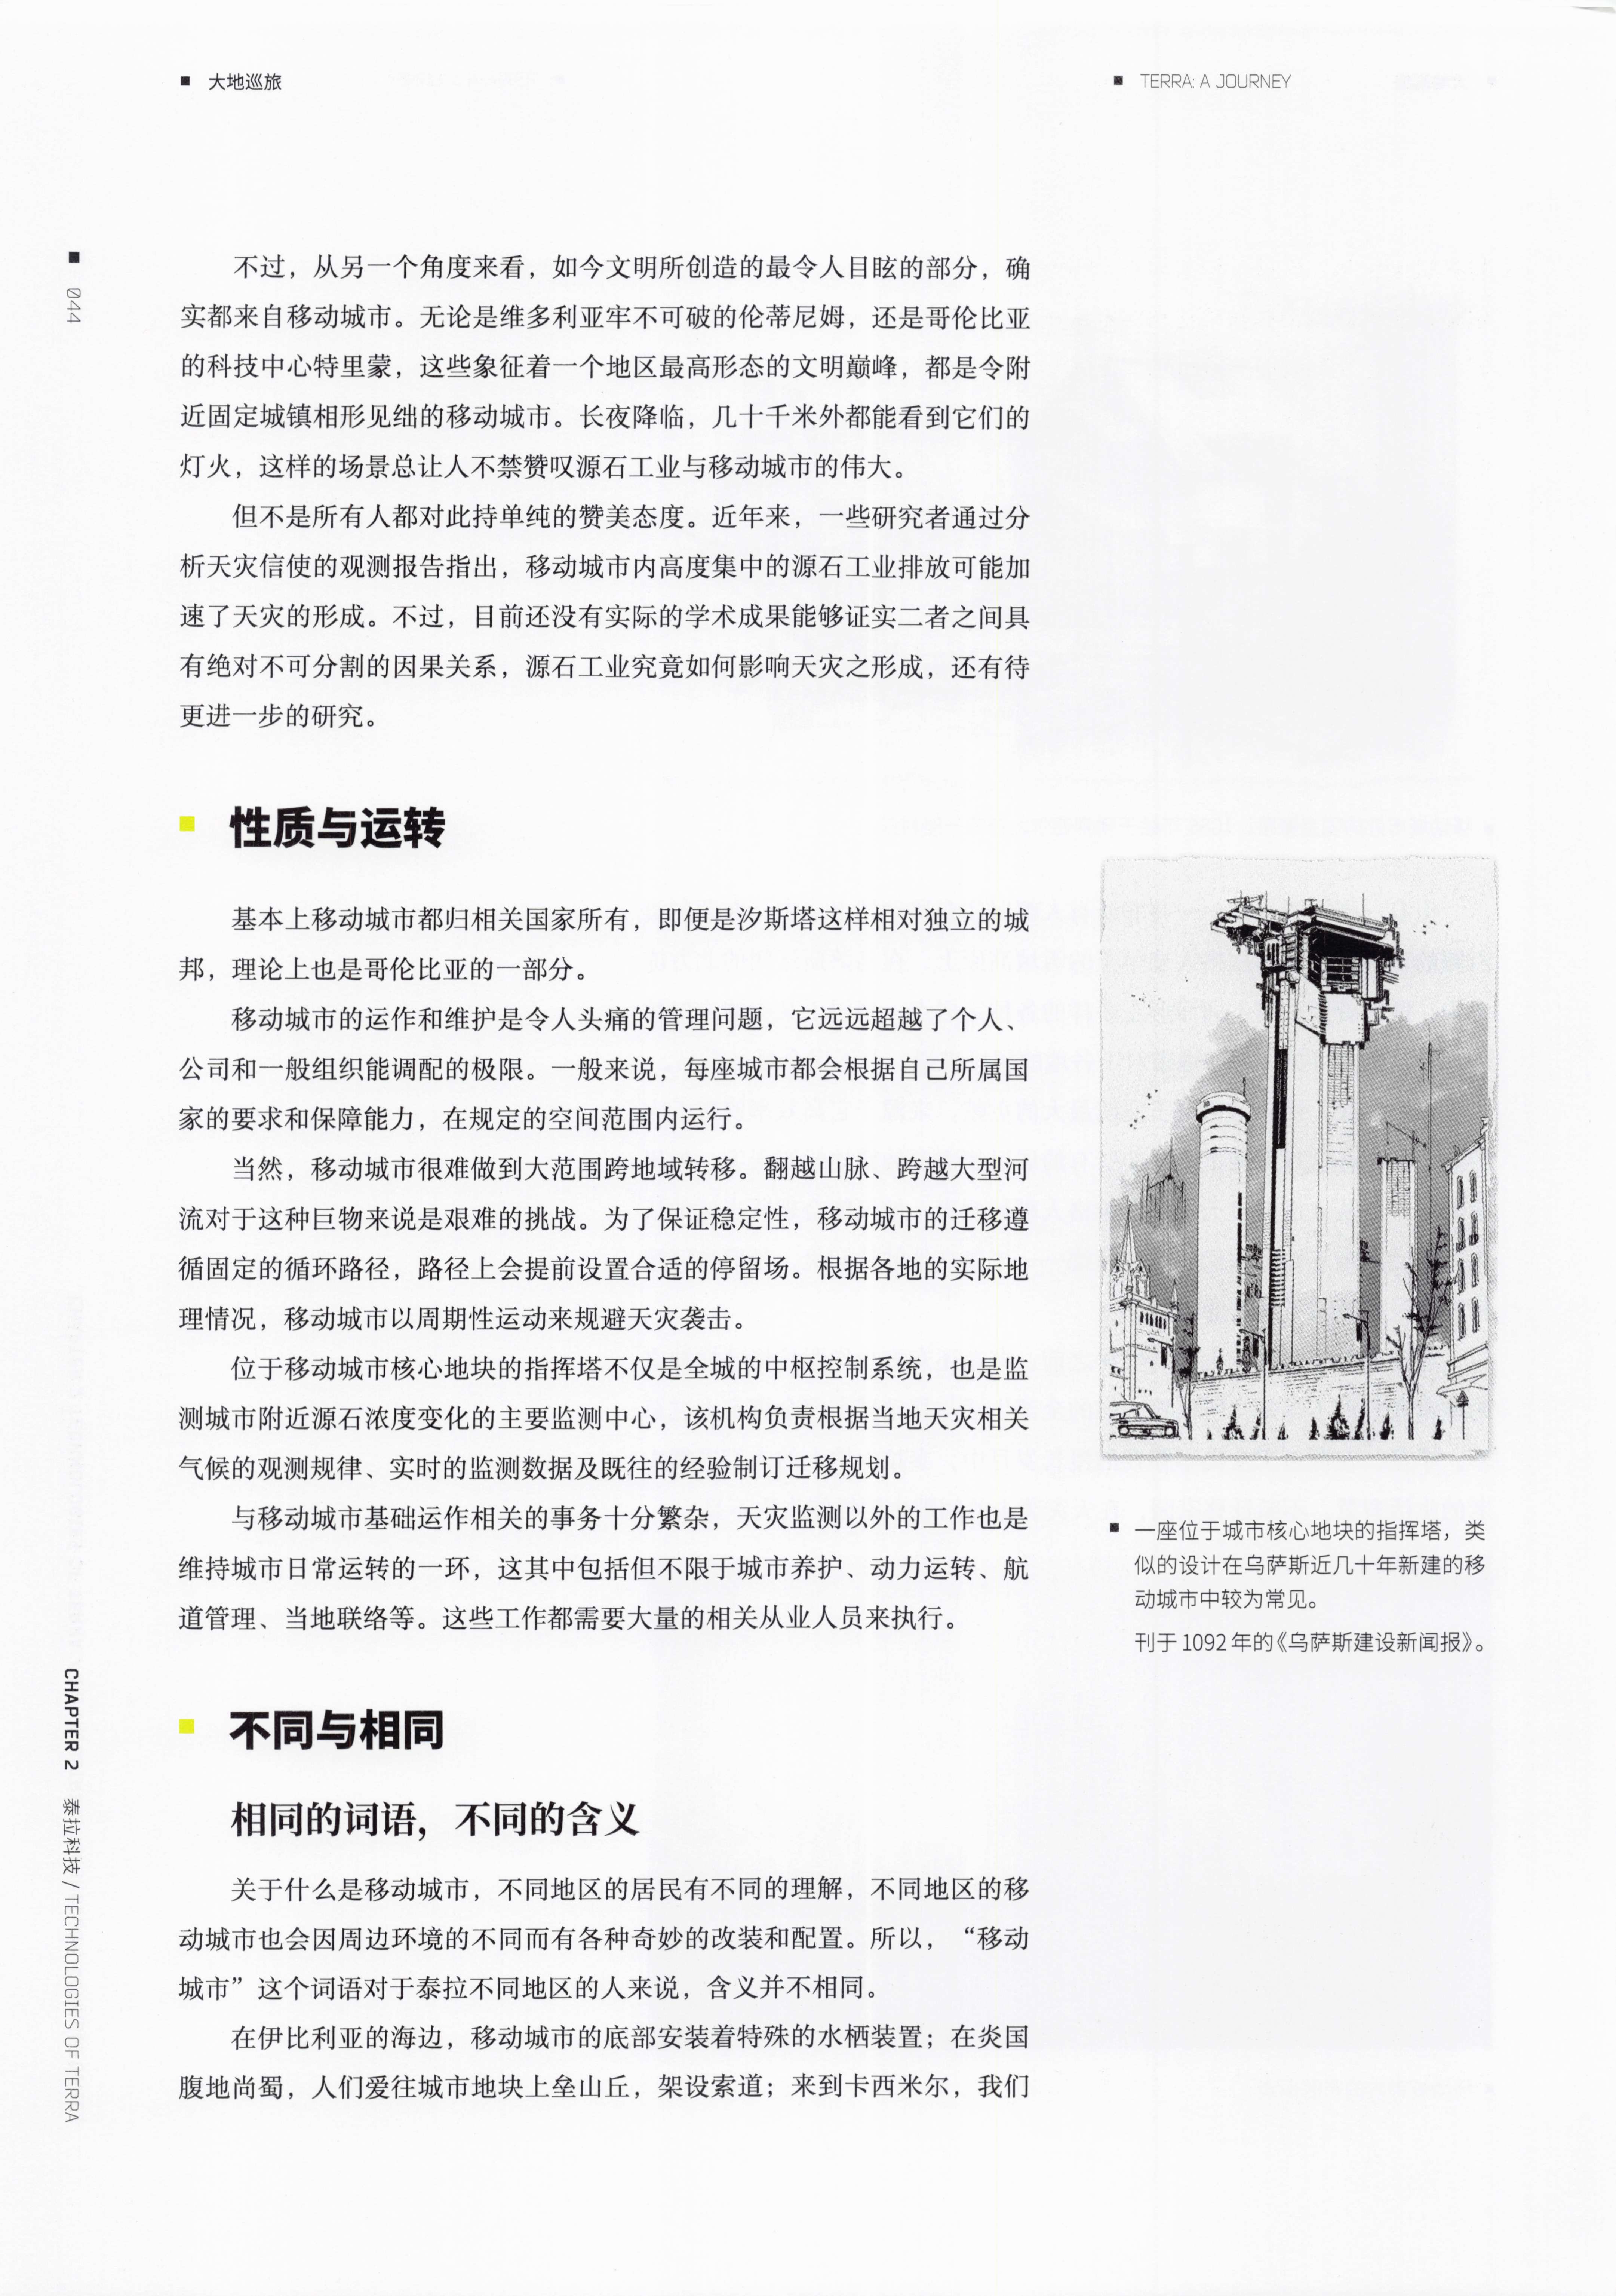 大地巡旅
TERRA: A JOURNEY
044
不过，从另一个角度来看，如今文明所创造的最令人目眩的部分，确
实都来自移动城市。无论是维多利亚牢不可破的伦蒂尼姆，还是哥伦比亚
的科技中心特里蒙，这些象征着一个地区最高形态的文明巅峰，都是令附
近固定城镇相形见绌的移动城市。长夜降临，几十千米外都能看到它们的
灯火，这样的场景总让人不禁赞叹源石工业与移动城市的伟大。
但不是所有人都对此持单纯的赞美态度。近年来，一些研究者通过分
析天灾信使的观测报告指出，移动城市内高度集中的源石工业排放可能加
速了天灾的形成。不过，目前还没有实际的学术成果能够证实二者之间具
有绝对不可分割的因果关系，源石工业究竟如何影响天灾之形成，还有待
更进一步的研究。
性质与运转
基本上移动城市都归相关国家所有，即便是汐斯塔这样相对独立的城
邦，理论上也是哥伦比亚的一部分。
移动城市的运作和维护是令人头痛的管理问题，它远远超越了个人、
公司和一般组织能调配的极限。一般来说，每座城市都会根据自己所属国
家的要求和保障能力，在规定的空间范围内运行。
当然，移动城市很难做到大范围跨地域转移。翻越山脉、跨越大型河
流对于这种巨物来说是艰难的挑战。为了保证稳定性，移动城市的迁移遵
循固定的循环路径，路径上会提前设置合适的停留场。根据各地的实际地
理情况，移动城市以周期性运动来规避天灾袭击。
位于移动城市核心地块的指挥塔不仅是全城的中枢控制系统，也是监
测城市附近源石浓度变化的主要监测中心，该机构负责根据当地天灾相关
气候的观测规律、实时的监测数据及既往的经验制订迁移规划。
与移动城市基础运作相关的事务十分繁杂，天灾监测以外的工作也是
维持城市日常运转的一环，这其中包括但不限于城市养护、动力运转、航
道管理、当地联络等。这些工作都需要大量的相关从业人员来执行。
一座位于城市核心地块的指挥塔，类
似的设计在乌萨斯近几十年新建的移
动城市中较为常见。
刊于1092年的《乌萨斯建设新闻报》。
不同与相同
相同的词语，不同的含义
关于什么是移动城市，不同地区的居民有不同的理解，不同地区的移
动城市也会因周边环境的不同而有各种奇妙的改装和配置。所以，“移动
城市”这个词语对于泰拉不同地区的人来说，含义并不相同。
在伊比利亚的海边，移动城市的底部安装着特殊的水栖装置；在炎国
腹地尚蜀，人们爱往城市地块上垒山丘，架设索道；来到卡西米尔，我们
CHAPTER 2 泰拉科技 / TECHNOLOGIES OF TERRA